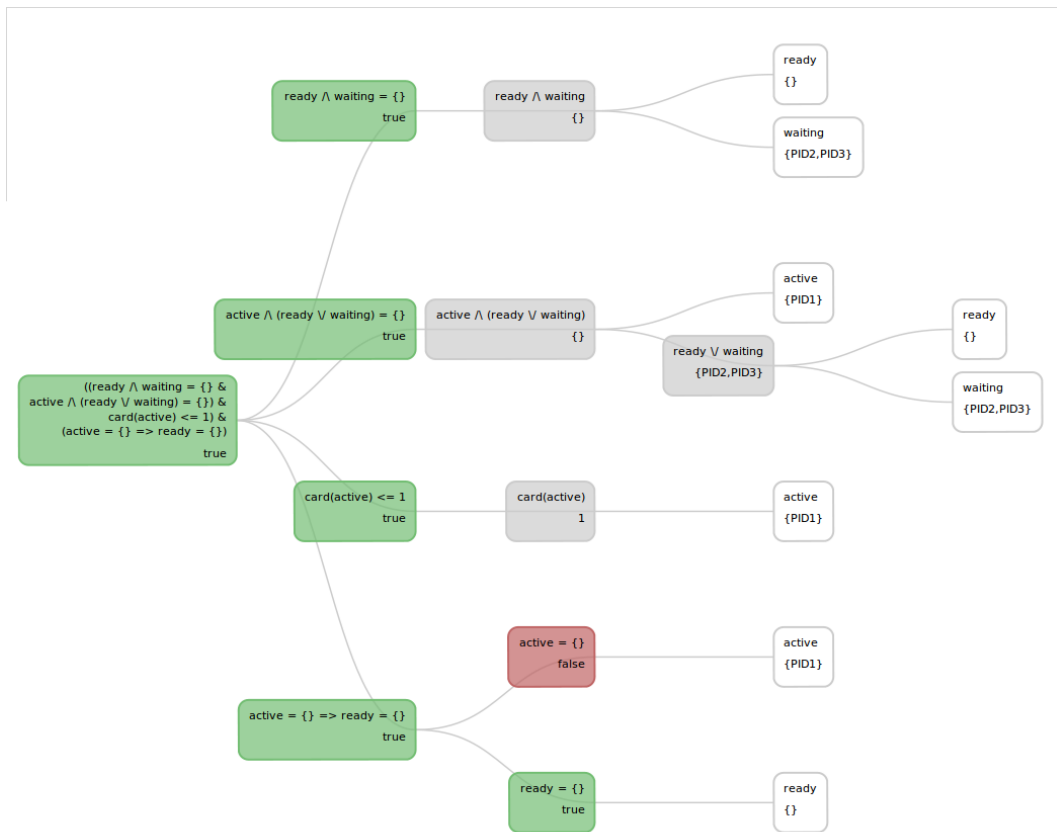 ready /\ waiting = {}
true
ready /\ waiting
{}
ready
{}
waiting
{PID2,PID3}
active /\ (ready \/ waiting) = {}
true
active /\ (ready \/ waiting)
{}
active
{PID1}
ready \/ waiting
{PID2,PID3}
ready
{}
waiting
{PID2,PID3}
((ready /\ waiting = {} &
active /\ (ready \/ waiting) = {}) &
card(active) <= 1) &
(active = {} => ready = {})
true
card(active) <= 1
true
card(active)
1
active
{PID1}
active = {} => ready = {}
true
active = {}
false
active
{PID1}
ready = {}
true
ready
{}